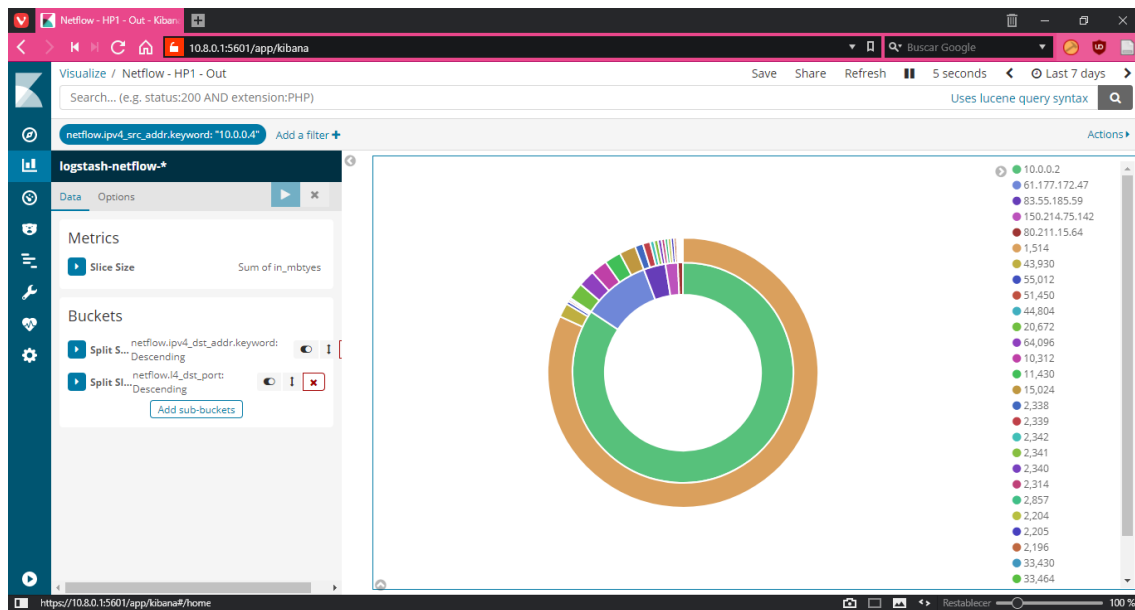 Netflow - HP1 - Out - Kiban
10.8.0.1:5601/app/kibana
Buscar Google
Visualize / Netflow - HP1 - Out
Save Share Refresh 5 seconds Last 7 days
Search... (e.g. status:200 AND extension:PHP)
Uses lucene query syntax
netflow.ipv4_src_addr.keyword: "10.0.0.4" Add a filter +
Actions
logstash-netflow-*
Data Options
Metrics
Slice Size Sum of in_mbtyes
Buckets
Split S... netflow.ipv4_dst_addr.keyword: Descending
Split Sl... netflow.l4_dst_port: Descending
Add sub-buckets
10.0.0.2
61.177.172.47
83.55.185.59
150.214.75.142
80.211.15.64
1,514
43,930
55,012
51,450
44,804
20,672
64,096
10,312
11,430
15,024
2,338
2,339
2,342
2,341
2,340
2,314
2,857
2,204
2,205
2,196
33,430
33,464
https://10.8.0.1:5601/app/kibana#/home
Restablecer 100 %